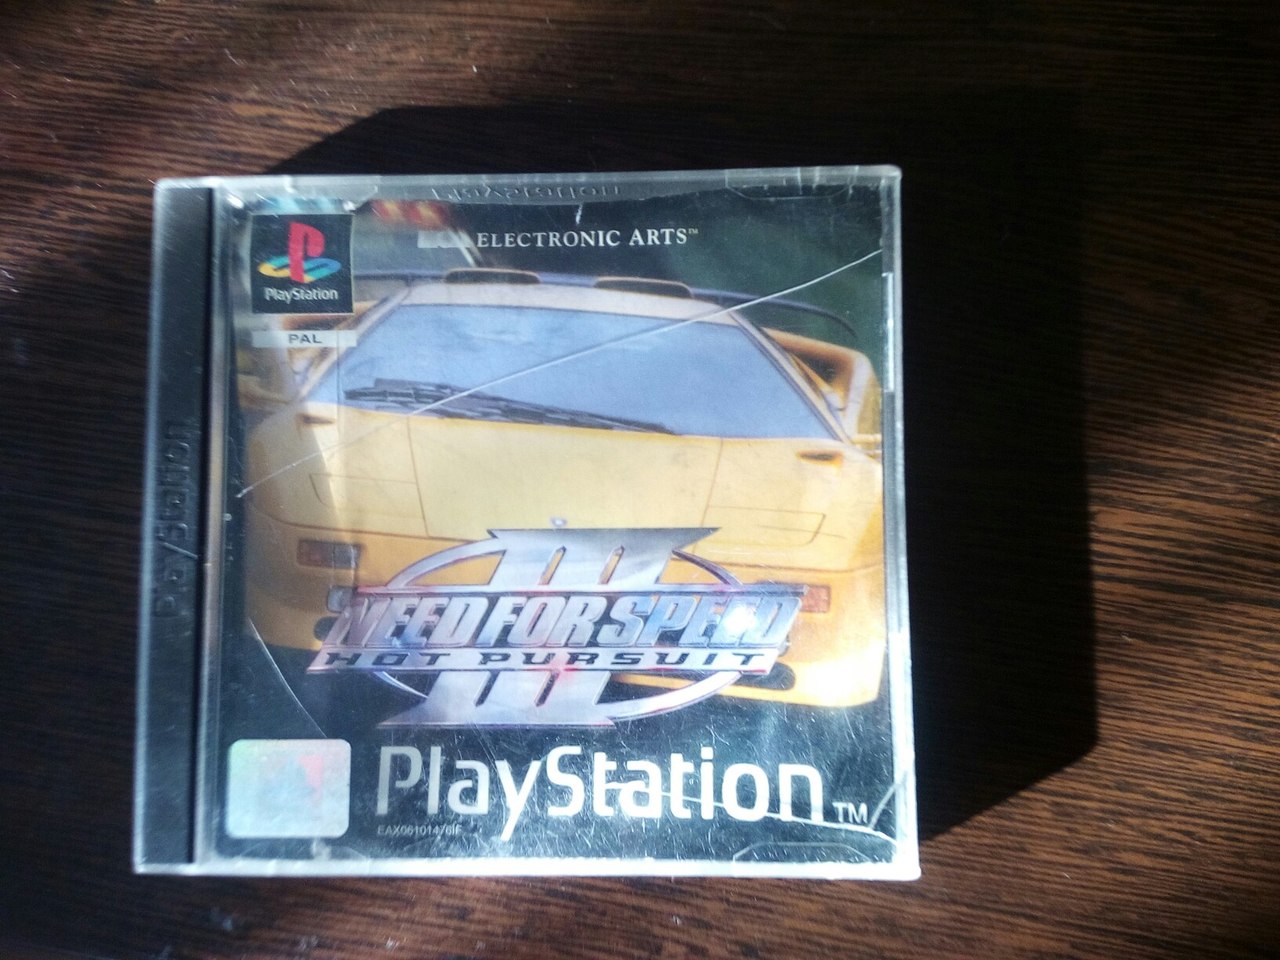 PlayStation
ELECTRONIC ARTS™
PlayStation
PAL
PlayStation
III
NEED FOR SPEED
HOT PURSUIT
PlayStation™